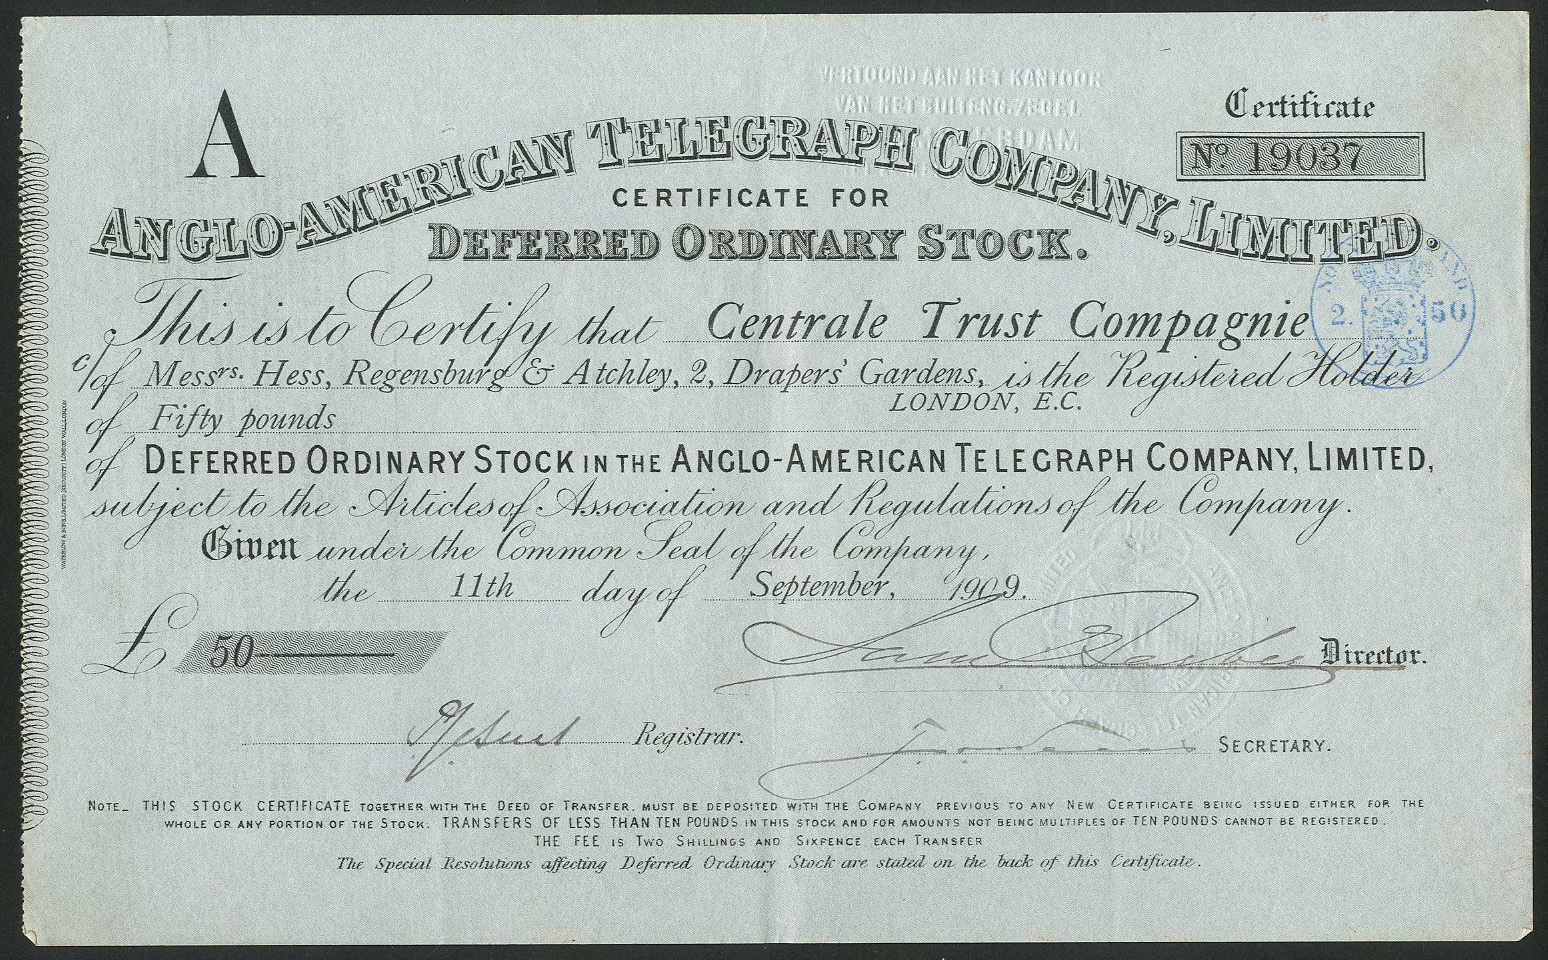 VERTOOND AAN HET KANTOOR
VAN HET BUITENG. ZEGEL
A
Certificate
No 19037
ANGLO-AMERICAN TELEGRAPH COMPANY, LIMITED.
CERTIFICATE FOR
DEFERRED ORDINARY STOCK.
2. 50
This is to Certify that Centrale Trust Compagnie
c/of Messrs. Hess, Regensburg & Atchley, 2, Drapers' Gardens, is the Registered Holder
LONDON, E.C.
of Fifty pounds
of DEFERRED ORDINARY STOCK IN THE ANGLO-AMERICAN TELEGRAPH COMPANY, LIMITED,
subject to the Articles of Association and Regulations of the Company.
Given under the Common Seal of the Company,
the 11th day of September, 1909.
£ 50
Director.
Registrar.
SECRETARY.
NOTE_ THIS STOCK CERTIFICATE TOGETHER WITH THE DEED OF TRANSFER, MUST BE DEPOSITED WITH THE COMPANY PREVIOUS TO ANY NEW CERTIFICATE BEING ISSUED EITHER FOR THE
WHOLE OR ANY PORTION OF THE STOCK. TRANSFERS OF LESS THAN TEN POUNDS IN THIS STOCK AND FOR AMOUNTS NOT BEING MULTIPLES OF TEN POUNDS CANNOT BE REGISTERED.
THE FEE IS TWO SHILLINGS AND SIXPENCE EACH TRANSFER
The Special Resolutions affecting Deferred Ordinary Stock are stated on the back of this Certificate.